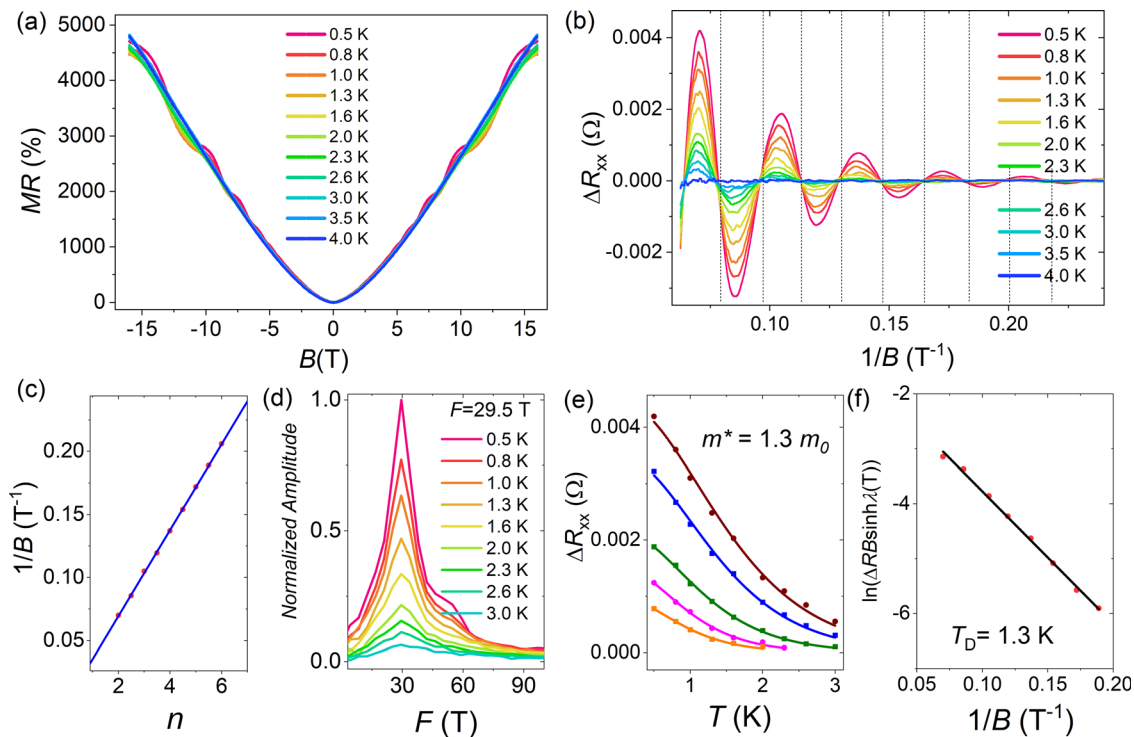 (a)
MR (%)
5000
4000
3000
2000
1000
0
0.5 K
0.8 K
1.0 K
1.3 K
1.6 K
2.0 K
2.3 K
2.6 K
3.0 K
3.5 K
4.0 K
-15 -10 -5 0 5 10 15
B(T)
(b)
ΔRxx (Ω)
0.004
0.002
0.000
-0.002
0.5 K
0.8 K
1.0 K
1.3 K
1.6 K
2.0 K
2.3 K
2.6 K
3.0 K
3.5 K
4.0 K
0.10 0.15 0.20
1/B (T⁻¹)
(c)
1/B (T⁻¹)
0.20
0.15
0.10
0.05
2 4 6
n
(d)
Normalized Amplitude
1.0
0.5
0.0
F=29.5 T
0.5 K
0.8 K
1.0 K
1.3 K
1.6 K
2.0 K
2.3 K
2.6 K
3.0 K
30 60 90
F (T)
(e)
ΔRxx (Ω)
0.004
0.002
0.000
m* = 1.3 m0
1 2 3
T (K)
(f)
ln(ΔRBsinhλ(T))
-2
-4
-6
TD= 1.3 K
0.05 0.10 0.15 0.20
1/B (T⁻¹)